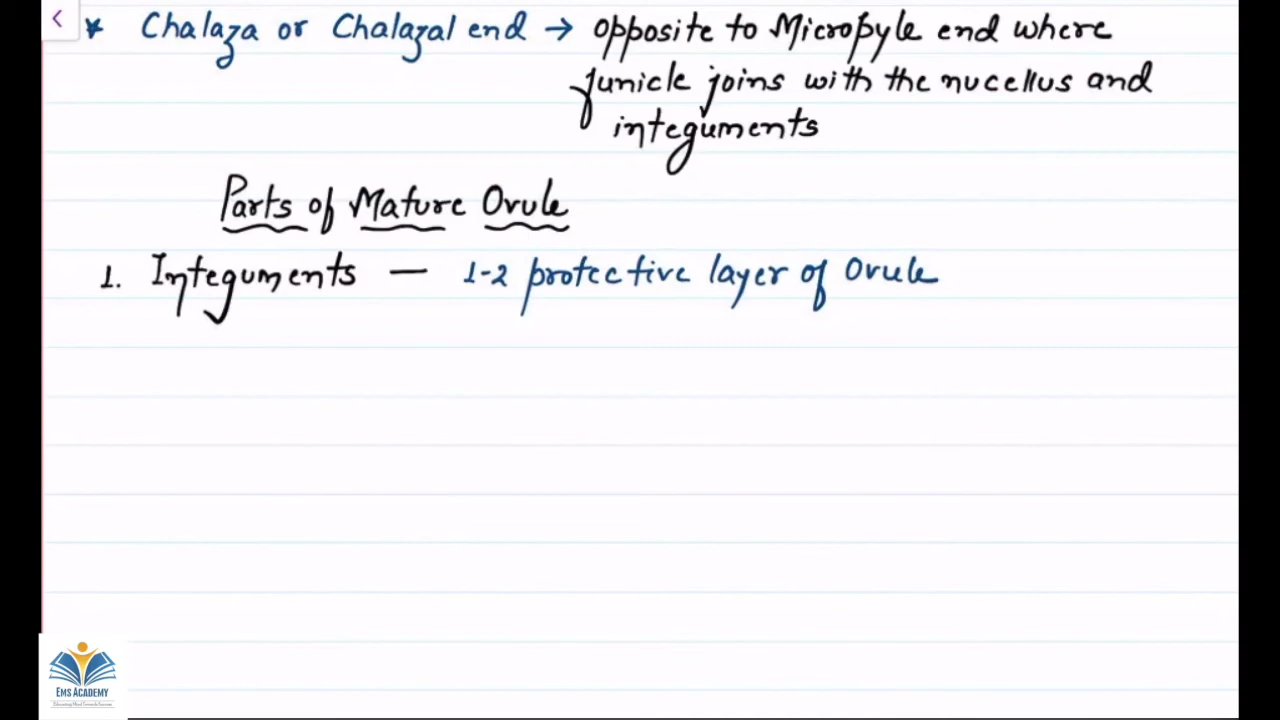 * Chalaza or Chalazal end → opposite to Micropyle end where
funicle joins with the nucellus and
integuments
Parts of Mature Ovule
1. Integuments — 1-2 protective layer of Ovule
EMS ACADEMY